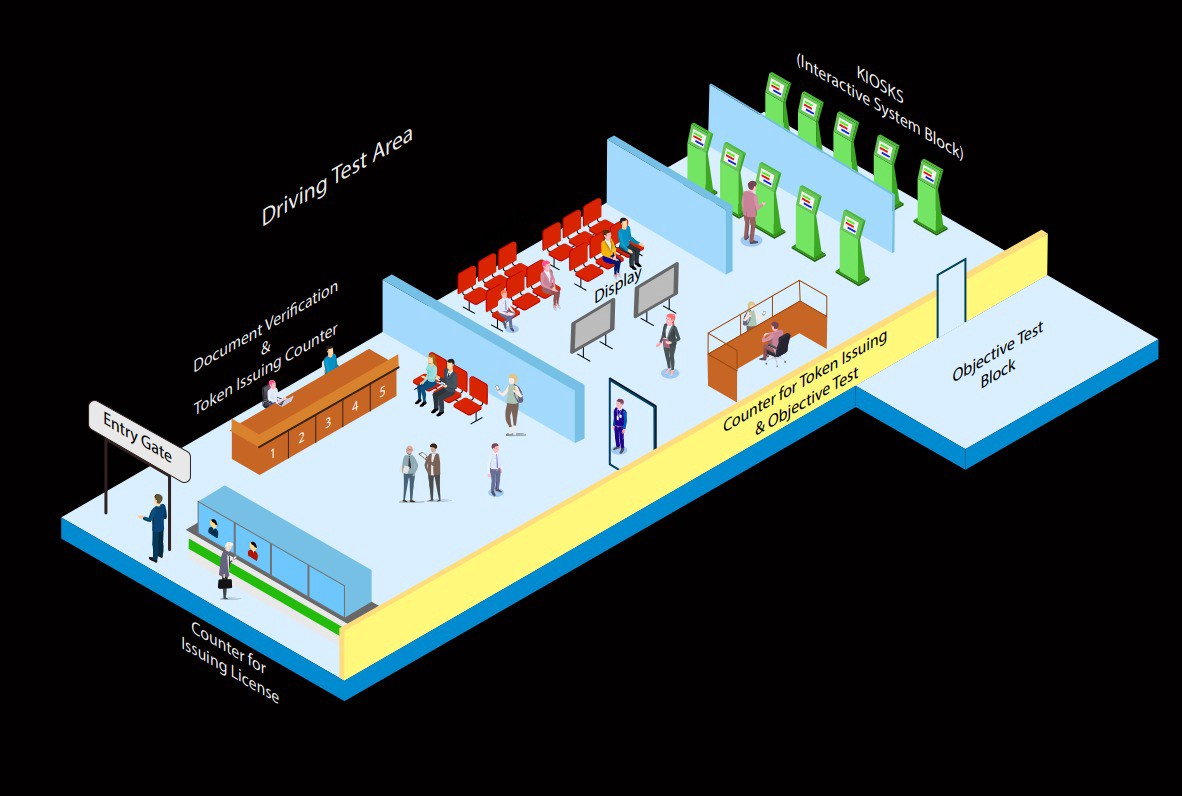 KIOSKS
(Interactive System Block)
Driving Test Area
Display
Document Verification
&
Token Issuing Counter
1
2
3
4
5
Entry Gate
Counter for Token Issuing
& Objective Test
Objective Test
Block
Counter for
Issuing License